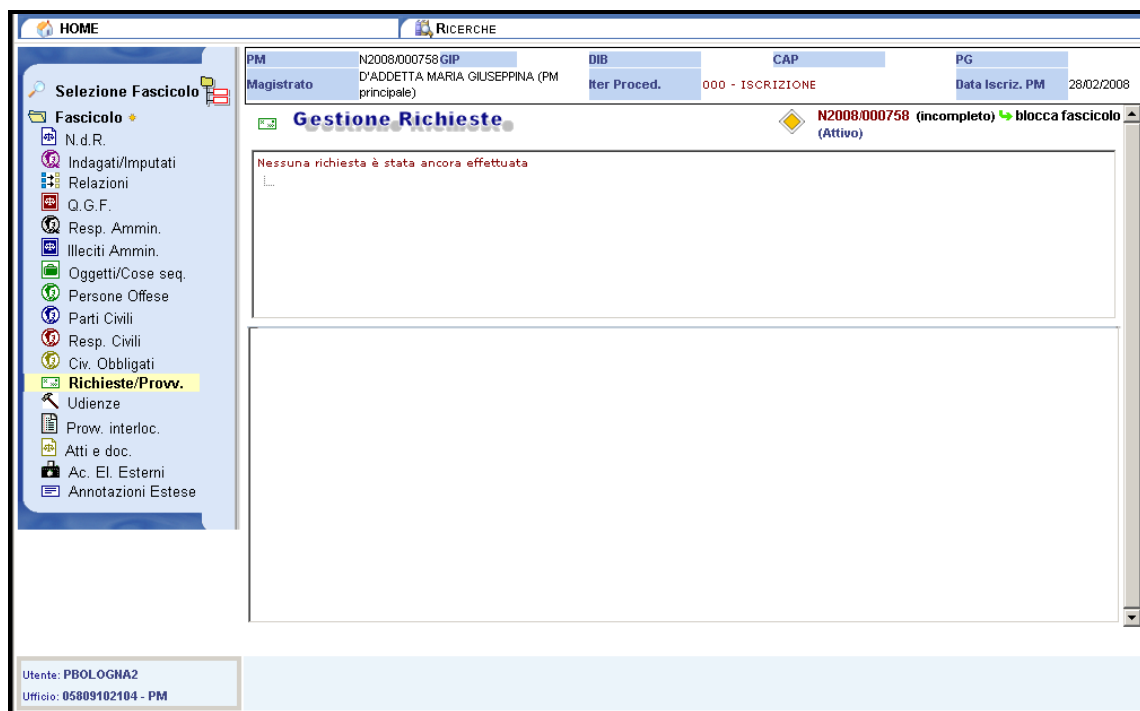 HOME
RICERCHE
PM N2008/000758 GIP DIB CAP PG
Magistrato D'ADDETTA MARIA GIUSEPPINA (PM principale) Iter Proced. 000 - ISCRIZIONE Data Iscriz. PM 28/02/2008
Selezione Fascicolo
Fascicolo
N.d.R.
Indagati/Imputati
Relazioni
Q.G.F.
Resp. Ammin.
Illeciti Ammin.
Oggetti/Cose seq.
Persone Offese
Parti Civili
Resp. Civili
Civ. Obbligati
Richieste/Provv.
Udienze
Provv. interloc.
Atti e doc.
Ac. El. Esterni
Annotazioni Estese
Gestione Richieste
N2008/000758 (incompleto) blocca fascicolo
(Attivo)
Nessuna richiesta è stata ancora effettuata
Utente: PBOLOGNA2
Ufficio: 05809102104 - PM